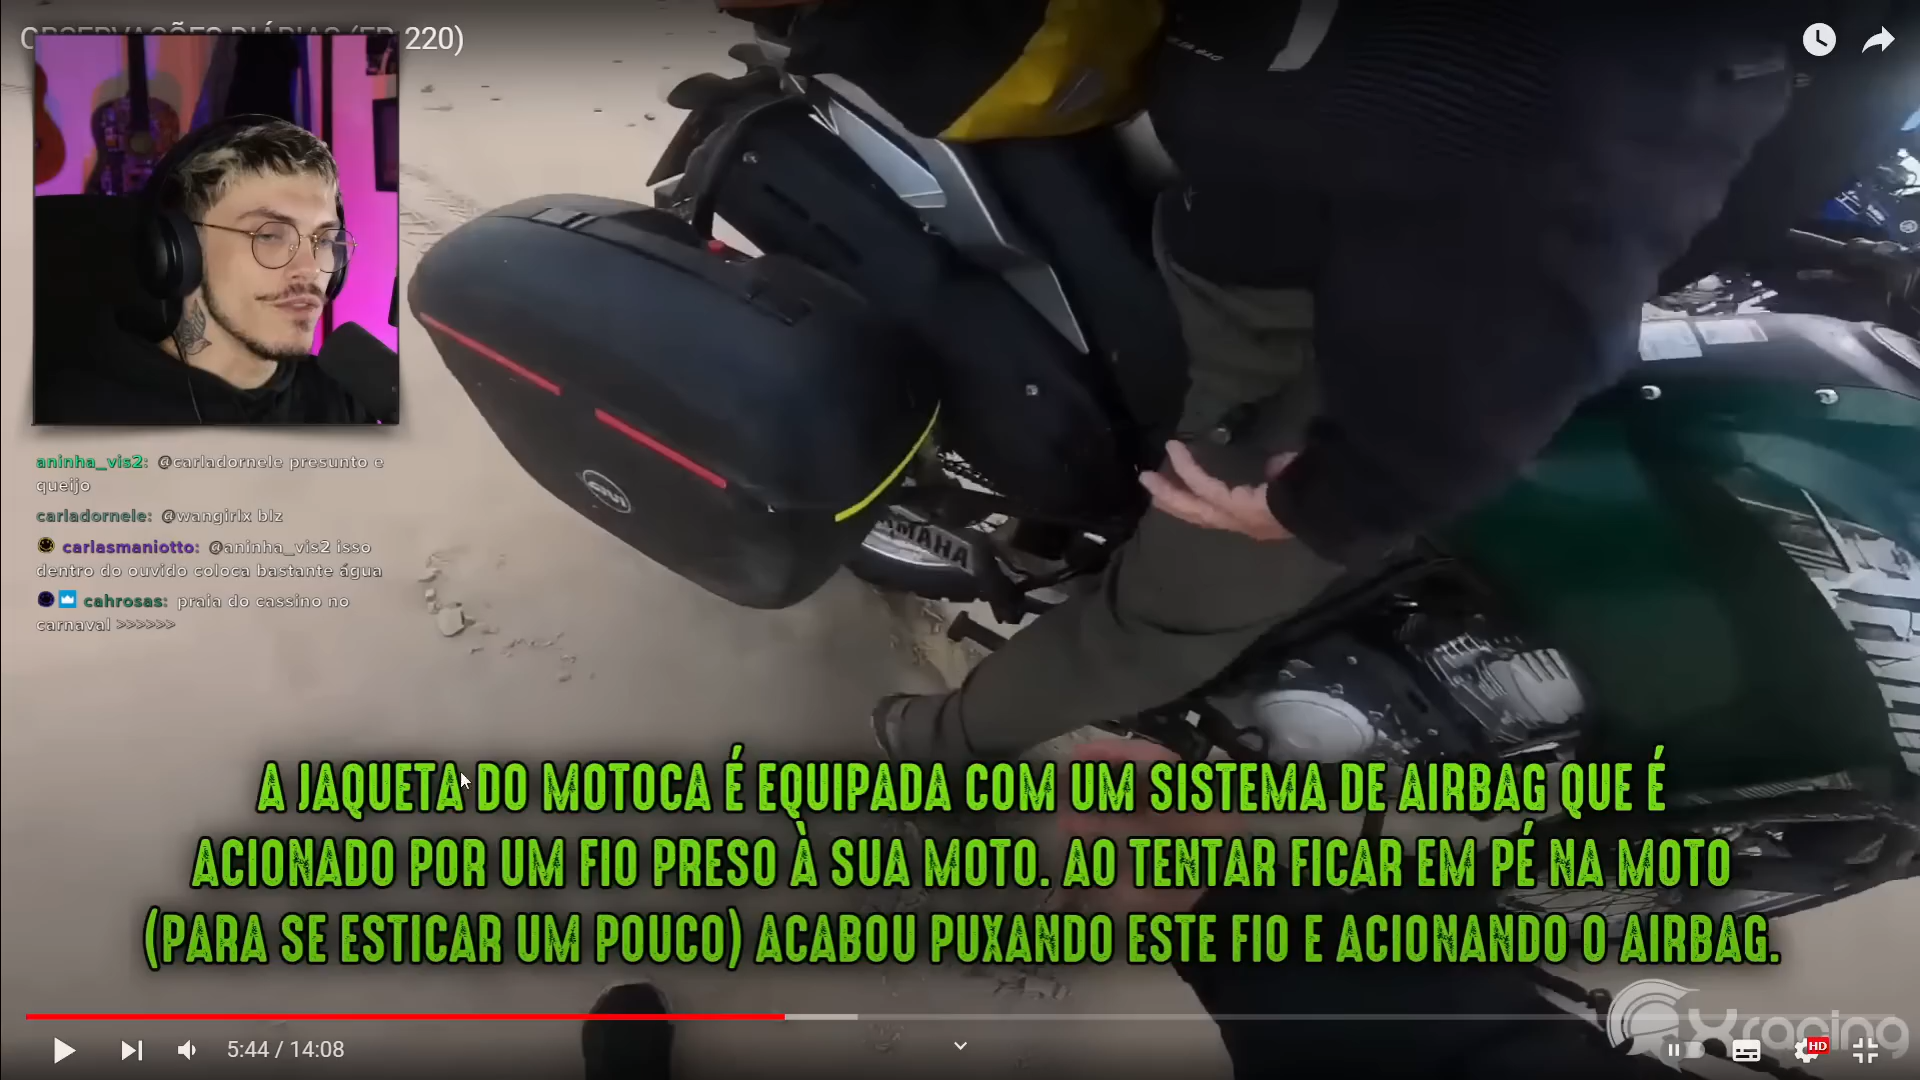 220)
aninha_vis2: @carladornele presunto e
queijo
carladornele: @wangirlx blz
carlasmaniotto: @aninha_vis2 isso
dentro do ouvido coloca bastante água
cahrosas: praia do cassino no
carnaval >>>>>>
GIVI
YAMAHA
A JAQUETA DO MOTOCA É EQUIPADA COM UM SISTEMA DE AIRBAG QUE É
ACIONADO POR UM FIO PRESO À SUA MOTO. AO TENTAR FICAR EM PÉ NA MOTO
(PARA SE ESTICAR UM POUCO) ACABOU PUXANDO ESTE FIO E ACIONANDO O AIRBAG.
Xracing
5:44 / 14:08
HD